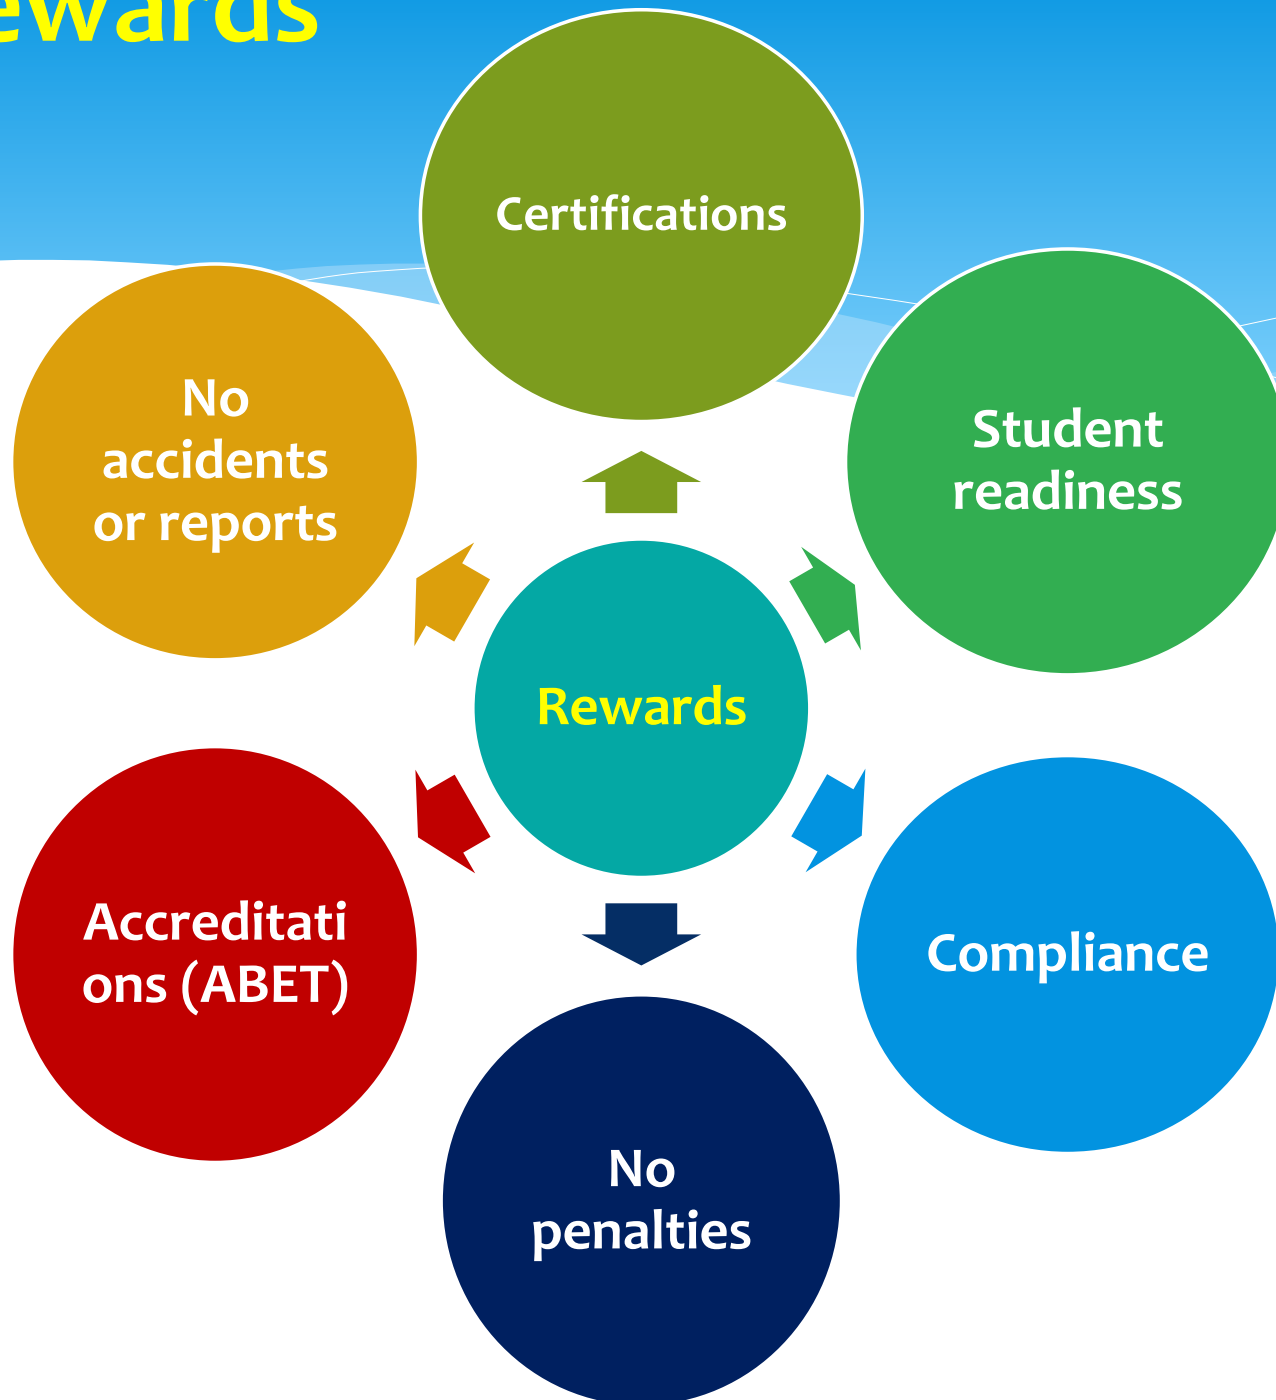 ewards
Certifications
Student
readiness
Compliance
No
penalties
Accreditati
ons (ABET)
No
accidents
or reports
Rewards